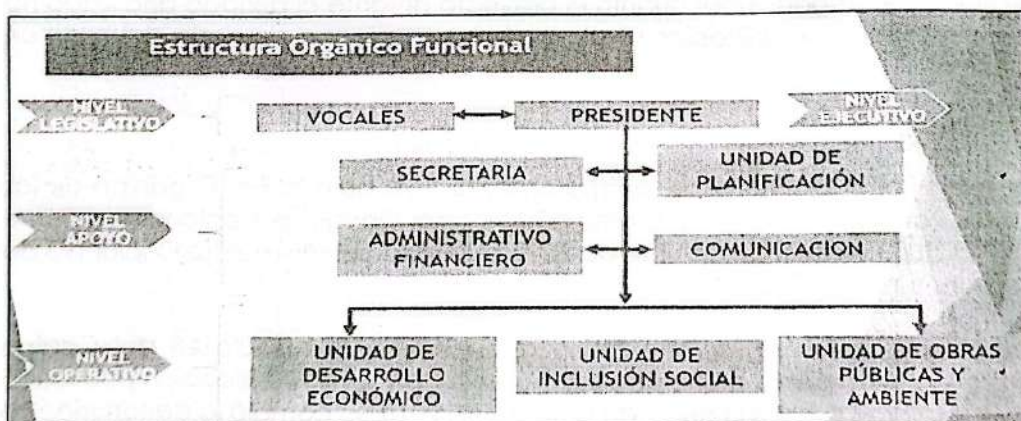 Estructura Orgánico Funcional
NIVEL
LEGISLATIVO
VOCALES
PRESIDENTE
NIVEL
EJECUTIVO
SECRETARIA
UNIDAD DE
PLANIFICACIÓN
NIVEL
APOYO
ADMINISTRATIVO
FINANCIERO
COMUNICACION
NIVEL
OPERATIVO
UNIDAD DE
DESARROLLO
ECONÓMICO
UNIDAD DE
INCLUSIÓN SOCIAL
UNIDAD DE OBRAS
PÚBLICAS Y
AMBIENTE